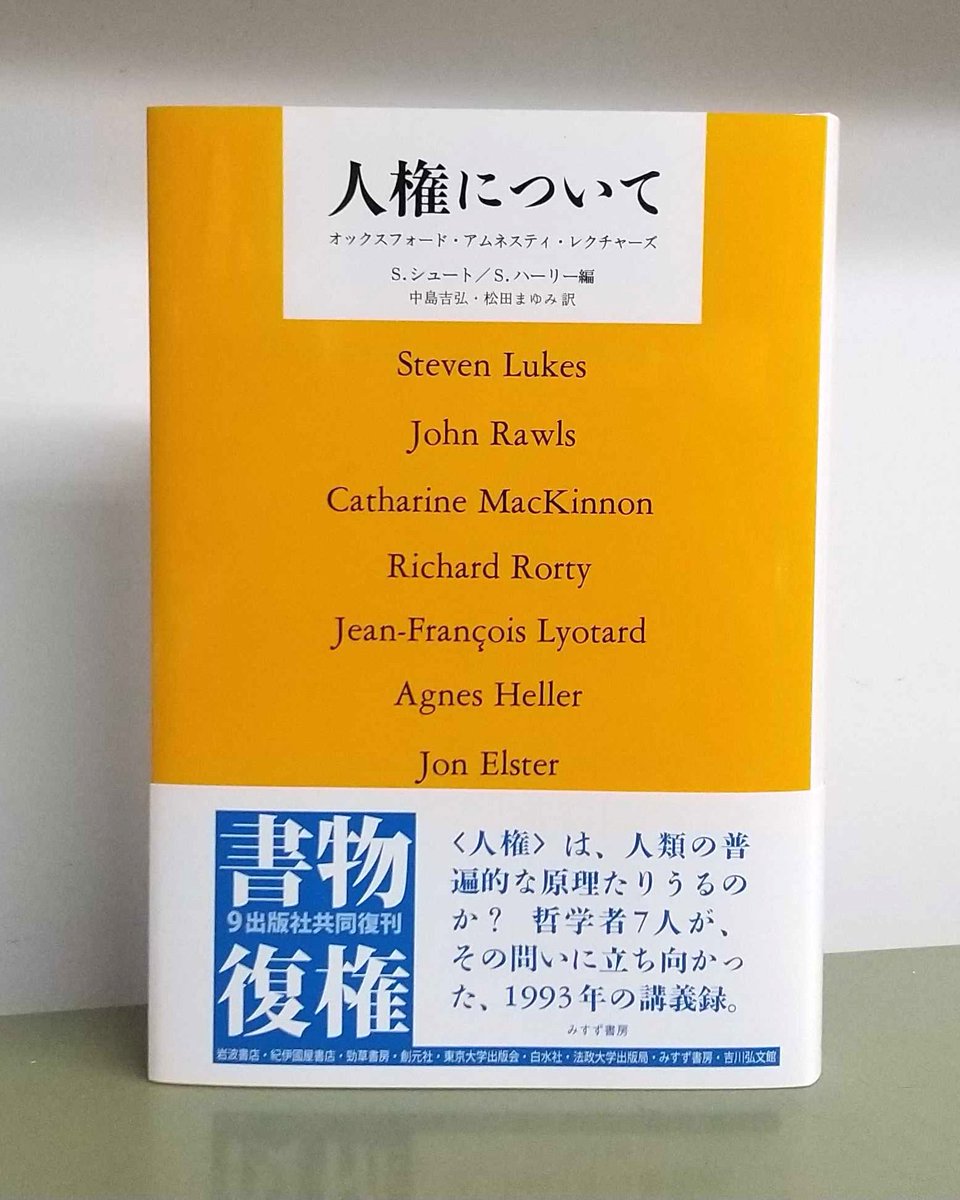 人権について
オックスフォード・アムネスティ・レクチャーズ
S.シュート／S.ハーリー編
中島吉弘・松田まゆみ 訳
Steven Lukes
John Rawls
Catharine MacKinnon
Richard Rorty
Jean-François Lyotard
Agnes Heller
Jon Elster
書物
9出版社共同復刊
復権
〈人権〉は、人類の普
遍的な原理たりうるの
か？ 哲学者7人が、
その問いに立ち向かっ
た、1993年の講義録。
みすず書房
岩波書店・紀伊國屋書店・勁草書房・創元社・東京大学出版会・白水社・法政大学出版局・みすず書房・吉川弘文館